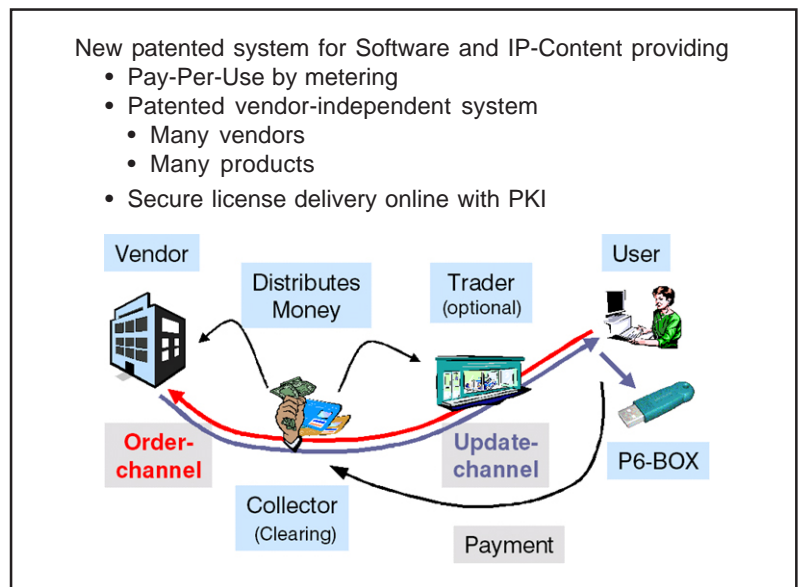 New patented system for Software and IP-Content providing
• Pay-Per-Use by metering
• Patented vendor-independent system
• Many vendors
• Many products
• Secure license delivery online with PKI
Vendor
User
Distributes
Money
Trader
(optional)
Order-
channel
Update-
channel
P6-BOX
Collector
(Clearing)
Payment